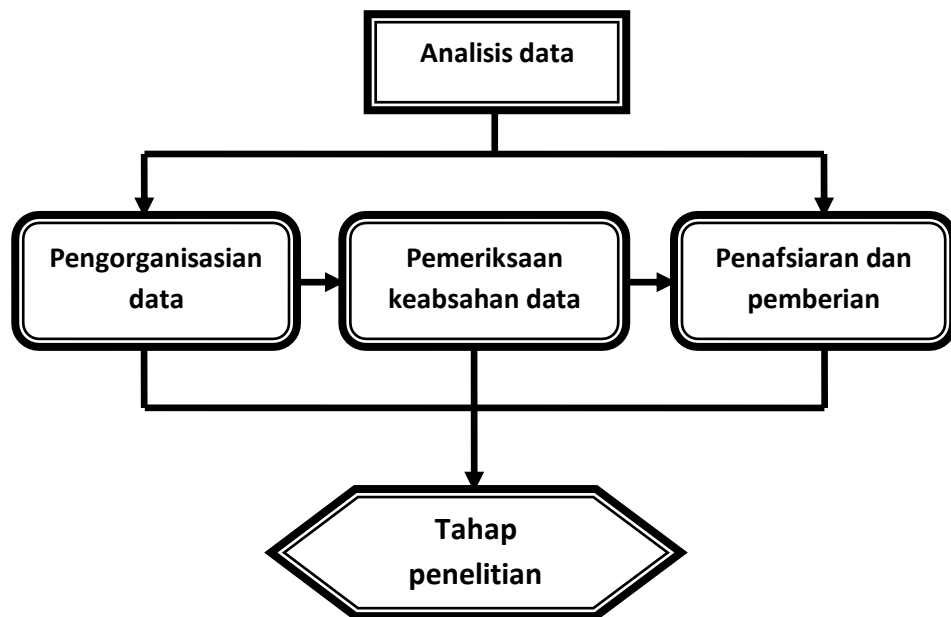 Analisis data
Pengorganisasian
data
Pemeriksaan
keabsahan data
Penafsiaran dan
pemberian
Tahap
penelitian